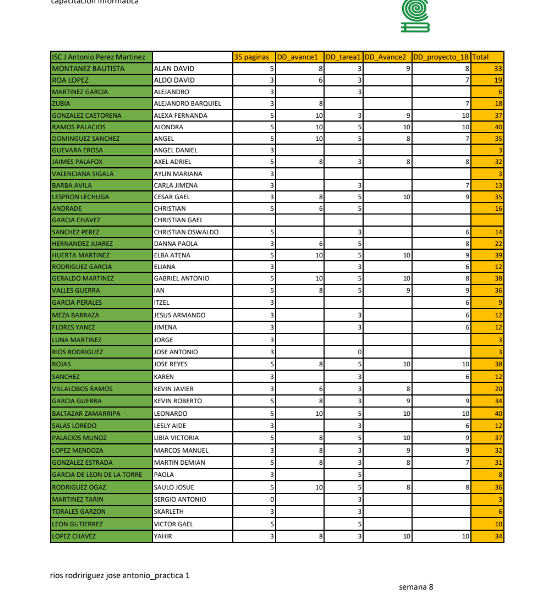 capacitacion informatica
ISC J Antonio Perez Martinez 35 paginas DD_avance1 DD_tarea1 DD_Avance2 DD_proyecto_1B Total
MONTANEZ BAUTISTA ALAN DAVID 5 8 3 9 8 33
ROA LOPEZ ALDO DAVID 3 6 3 7 19
MARTINEZ GARCIA ALEJANDRO 3 3 6
ZUBIA ALEJANDRO BARQUIEL 3 8 7 18
GONZALEZ CASTORENA ALEXA FERNANDA 5 10 3 9 10 37
RAMOS PALACIOS ALONDRA 5 10 5 10 10 40
DOMINGUEZ SANCHEZ ANGEL 5 10 5 8 7 35
GUEVARA EROSA ANGEL DANIEL 3 3
JAIMES PALAFOX AXEL ADRIEL 5 8 3 8 8 32
VALENCIANA SIGALA AYLIN MARIANA 3 3
BARBA AVILA CARLA JIMENA 3 3 7 13
LESPRON LECHUGA CESAR GAEL 3 8 5 10 9 35
ANDRADE CHRISTIAN 5 6 5 16
GARCIA CHAVEZ CHRISTIAN GAEL
SANCHEZ PEREZ CHRISTIAN OSWALDO 5 3 6 14
HERNANDEZ JUAREZ DANNA PAOLA 3 6 5 8 22
HUERTA MARTINEZ ELBA ATENA 5 10 5 10 9 39
RODRIGUEZ GARCIA ELIANA 3 3 6 12
GERALDO MARTINEZ GABRIEL ANTONIO 5 10 5 10 8 38
VALLES GUERRA IAN 5 8 5 9 9 36
GARCIA PERALES ITZEL 3 6 9
MEZA BARRAZA JESUS ARMANDO 3 3 6 12
FLORES YANEZ JIMENA 3 3 6 12
LUNA MARTINEZ JORGE 3 3
RIOS RODRIGUEZ JOSE ANTONIO 3 0 3
ROJAS JOSE REYES 5 8 5 10 10 38
SANCHEZ KAREN 3 3 6 12
VILLALOBOS RAMOS KEVIN JAVIER 3 6 3 8 20
GARCIA GUERRA KEVIN ROBERTO 5 8 3 9 9 34
BALTAZAR ZAMARRIPA LEONARDO 5 10 5 10 10 40
SALAS LOREDO LESLY AIDE 3 3 6 12
PALACIOS MUNOZ LIBIA VICTORIA 5 8 5 10 9 37
LOPEZ MENDOZA MARCOS MANUEL 3 8 3 9 9 32
GONZALEZ ESTRADA MARTIN DEMIAN 5 8 3 8 7 31
GARCIA DE LEON DE LA TORRE PAOLA 3 5 8
RODRIGUEZ OGAZ SAULO JOSUE 5 10 5 8 8 36
MARTINEZ TARIN SERGIO ANTONIO 0 3 3
TORALES GARZON SKARLETH 3 3 6
LEON GUTIERREZ VICTOR GAEL 5 5 10
LOPEZ CHAVEZ YAHIR 3 8 3 10 10 34
rios rodririguez jose antonio_practica 1
semana 8